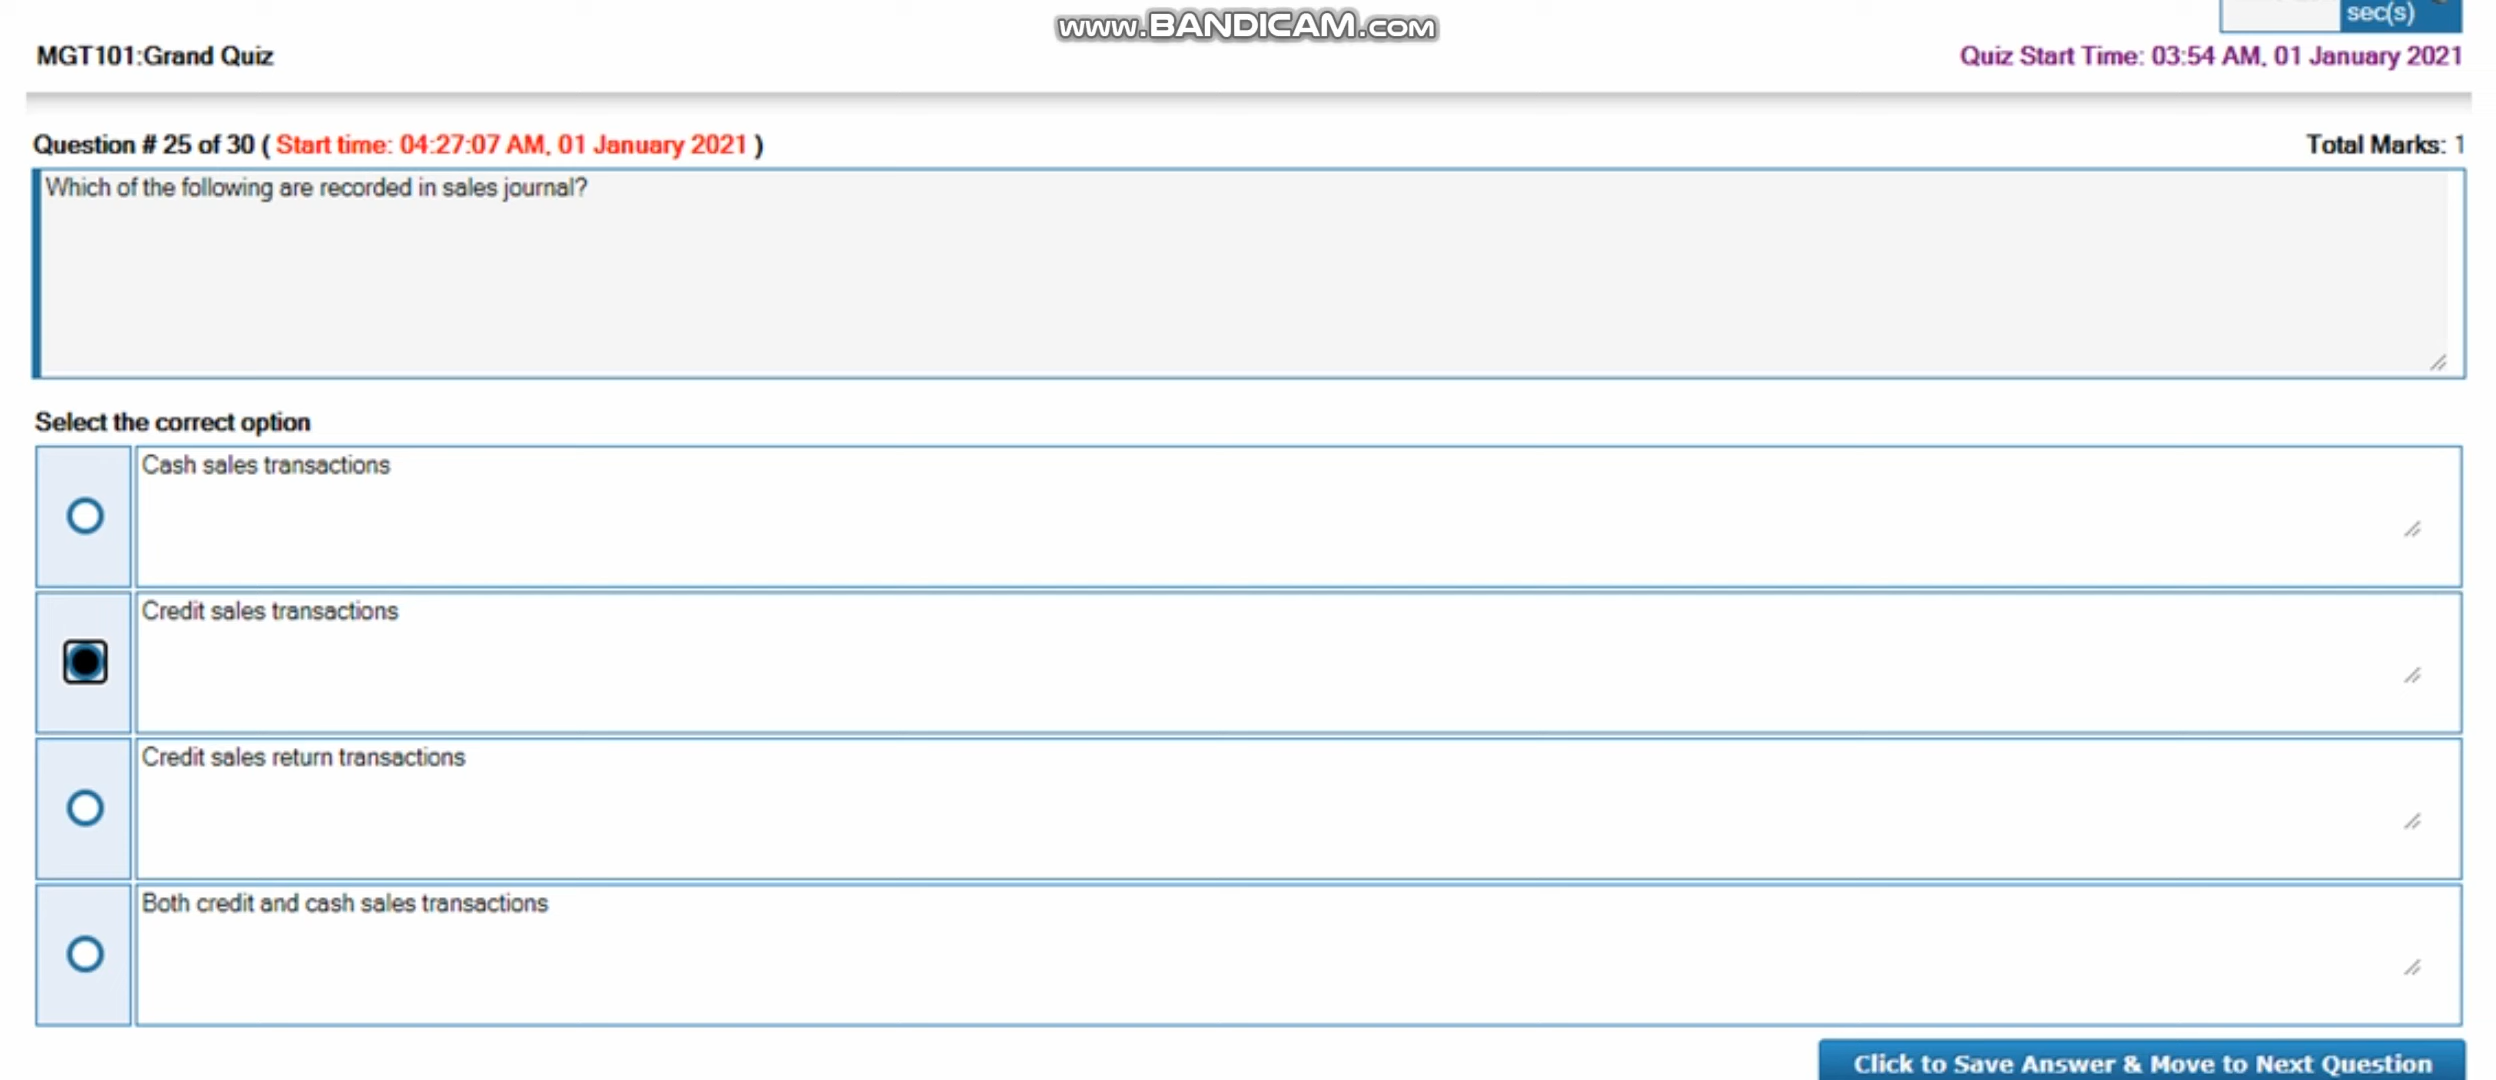 www.BANDICAM.com
sec(s)
MGT101:Grand Quiz
Quiz Start Time: 03:54 AM, 01 January 2021
Question # 25 of 30 ( Start time: 04:27:07 AM, 01 January 2021 )
Total Marks: 1
Which of the following are recorded in sales journal?
Select the correct option
Cash sales transactions
Credit sales transactions
Credit sales return transactions
Both credit and cash sales transactions
Click to Save Answer & Move to Next Question